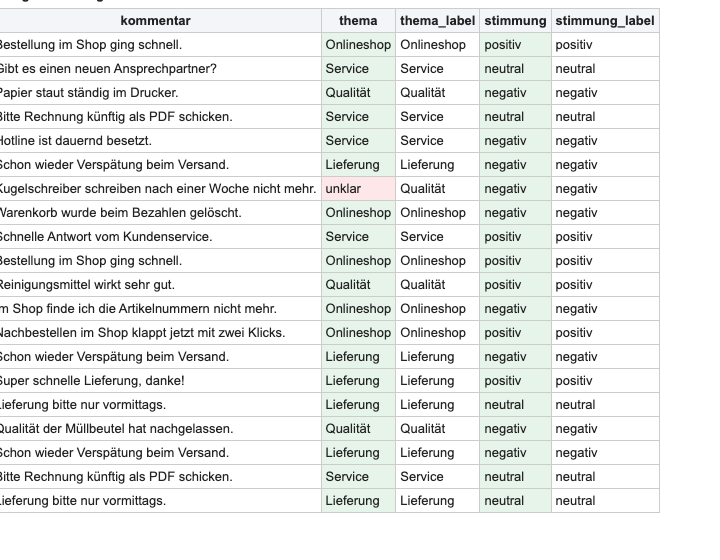 kommentar thema thema_label stimmung stimmung_label
Bestellung im Shop ging schnell. Onlineshop Onlineshop positiv positiv
Gibt es einen neuen Ansprechpartner? Service Service neutral neutral
Papier staut ständig im Drucker. Qualität Qualität negativ negativ
Bitte Rechnung künftig als PDF schicken. Service Service neutral neutral
Hotline ist dauernd besetzt. Service Service negativ negativ
Schon wieder Verspätung beim Versand. Lieferung Lieferung negativ negativ
Kugelschreiber schreiben nach einer Woche nicht mehr. unklar Qualität negativ negativ
Warenkorb wurde beim Bezahlen gelöscht. Onlineshop Onlineshop negativ negativ
Schnelle Antwort vom Kundenservice. Service Service positiv positiv
Bestellung im Shop ging schnell. Onlineshop Onlineshop positiv positiv
Reinigungsmittel wirkt sehr gut. Qualität Qualität positiv positiv
Im Shop finde ich die Artikelnummern nicht mehr. Onlineshop Onlineshop negativ negativ
Nachbestellen im Shop klappt jetzt mit zwei Klicks. Onlineshop Onlineshop positiv positiv
Schon wieder Verspätung beim Versand. Lieferung Lieferung negativ negativ
Super schnelle Lieferung, danke! Lieferung Lieferung positiv positiv
Lieferung bitte nur vormittags. Lieferung Lieferung neutral neutral
Qualität der Müllbeutel hat nachgelassen. Qualität Qualität negativ negativ
Schon wieder Verspätung beim Versand. Lieferung Lieferung negativ negativ
Bitte Rechnung künftig als PDF schicken. Service Service neutral neutral
Lieferung bitte nur vormittags. Lieferung Lieferung neutral neutral